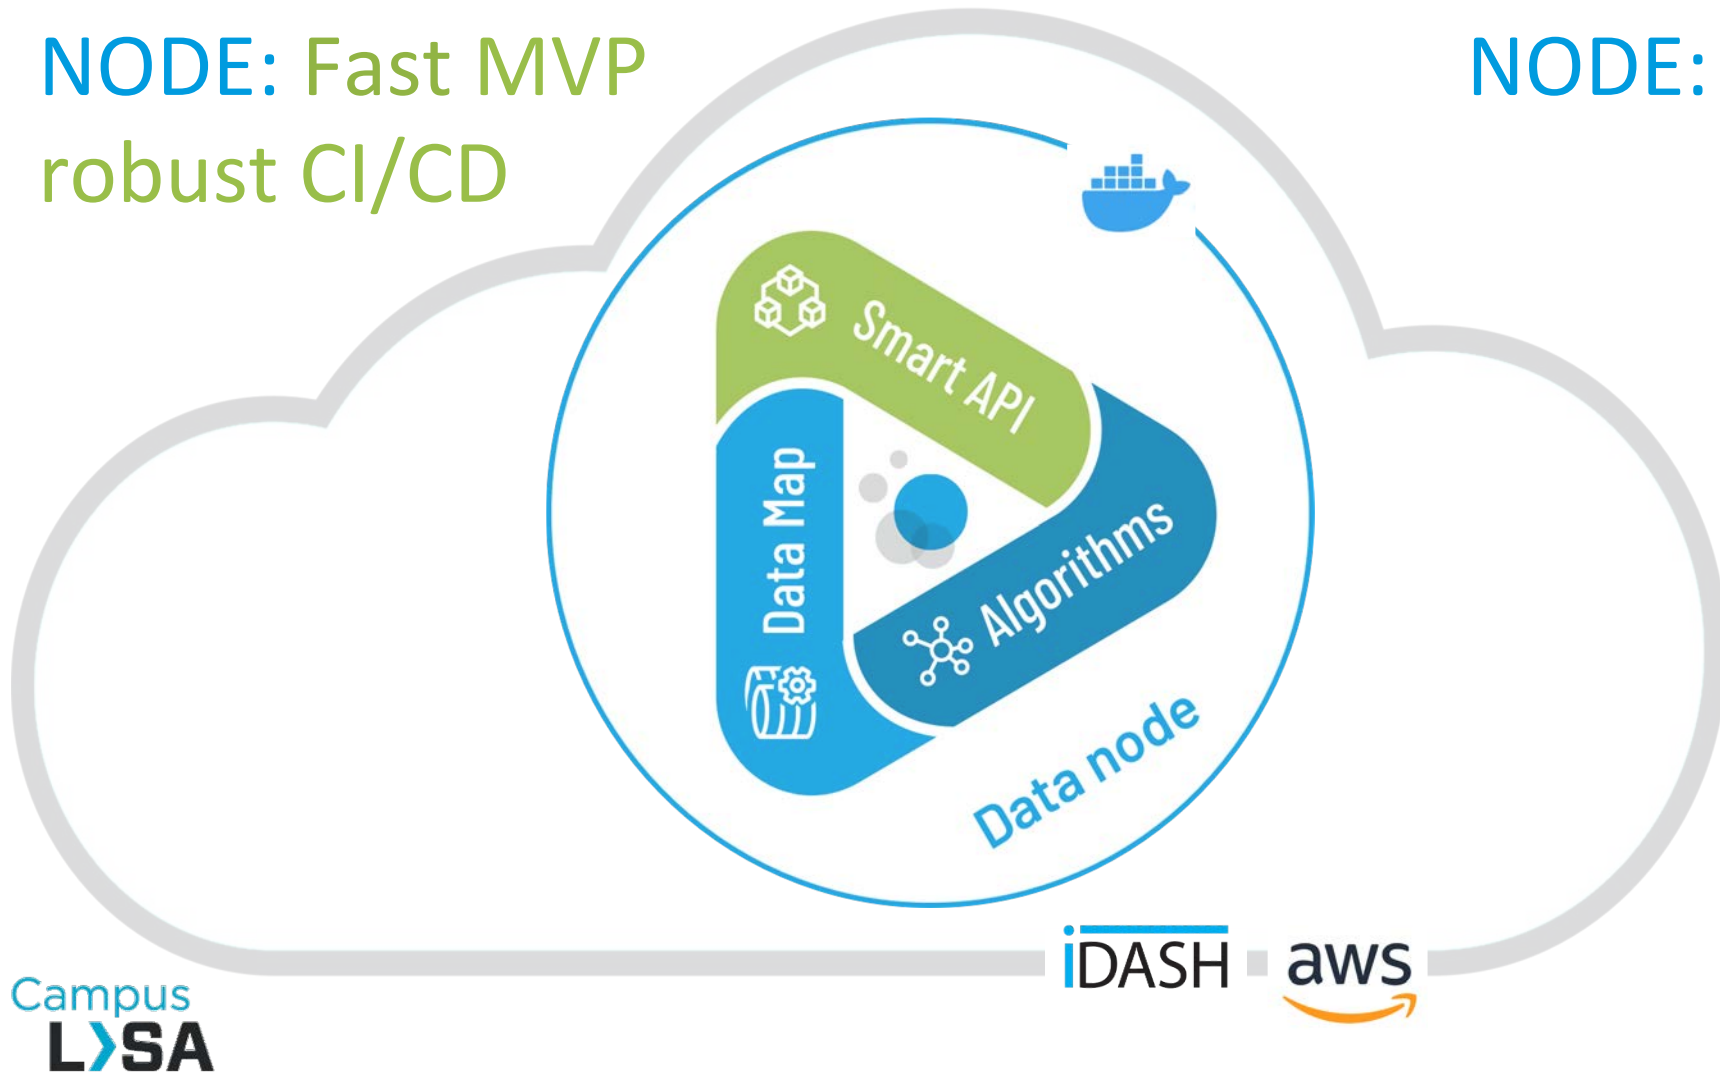 NODE: Fast MVP
robust CI/CD
NODE:
Smart API
Data Map
Algorithms
Data node
iDASH
aws
Campus
L>SA